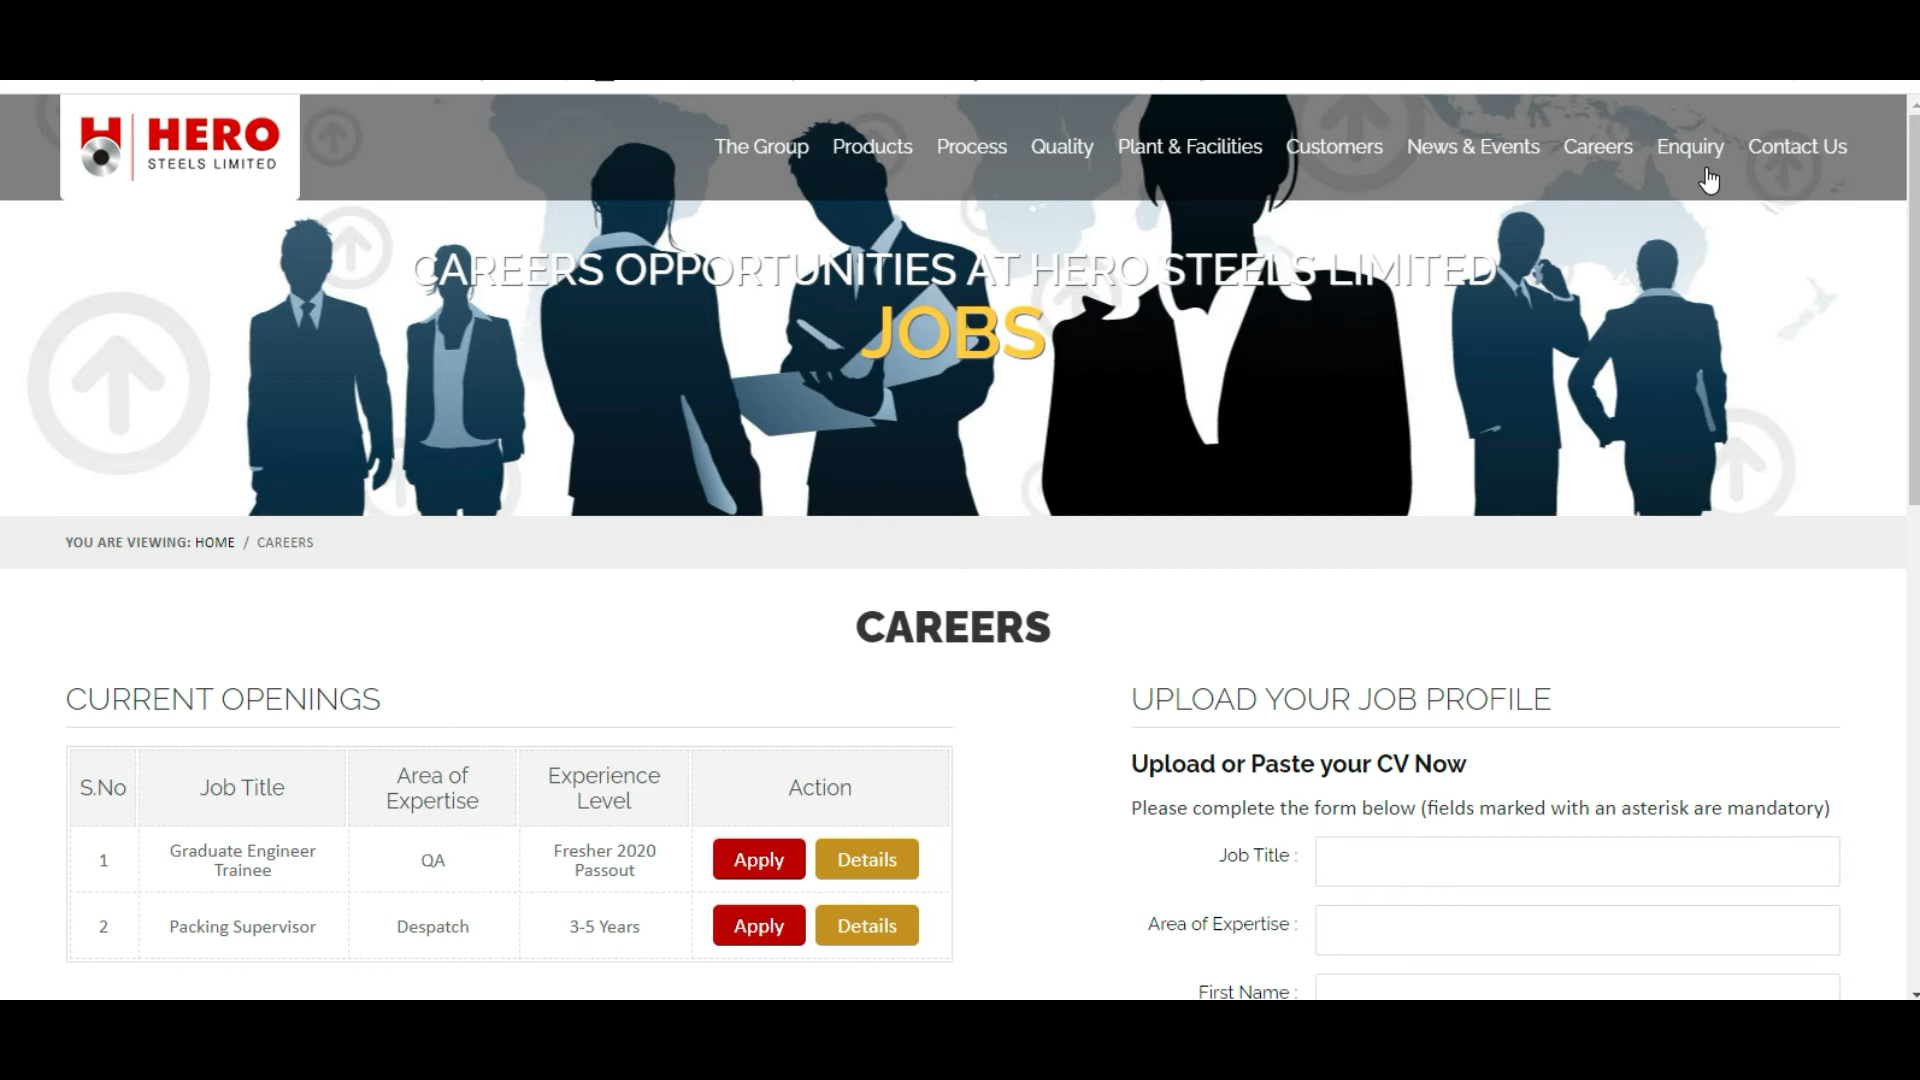 HERO
STEELS LIMITED
The Group Products Process Quality Plant & Facilities Customers News & Events Careers Enquiry Contact Us
CAREERS OPPORTUNITIES AT HERO STEELS LIMITED
JOBS
YOU ARE VIEWING: HOME / CAREERS
CAREERS
CURRENT OPENINGS
S.No Job Title Area of Expertise Experience Level Action
1 Graduate Engineer Trainee QA Fresher 2020 Passout Apply Details
2 Packing Supervisor Despatch 3-5 Years Apply Details
UPLOAD YOUR JOB PROFILE
Upload or Paste your CV Now
Please complete the form below (fields marked with an asterisk are mandatory)
Job Title :
Area of Expertise :
First Name :